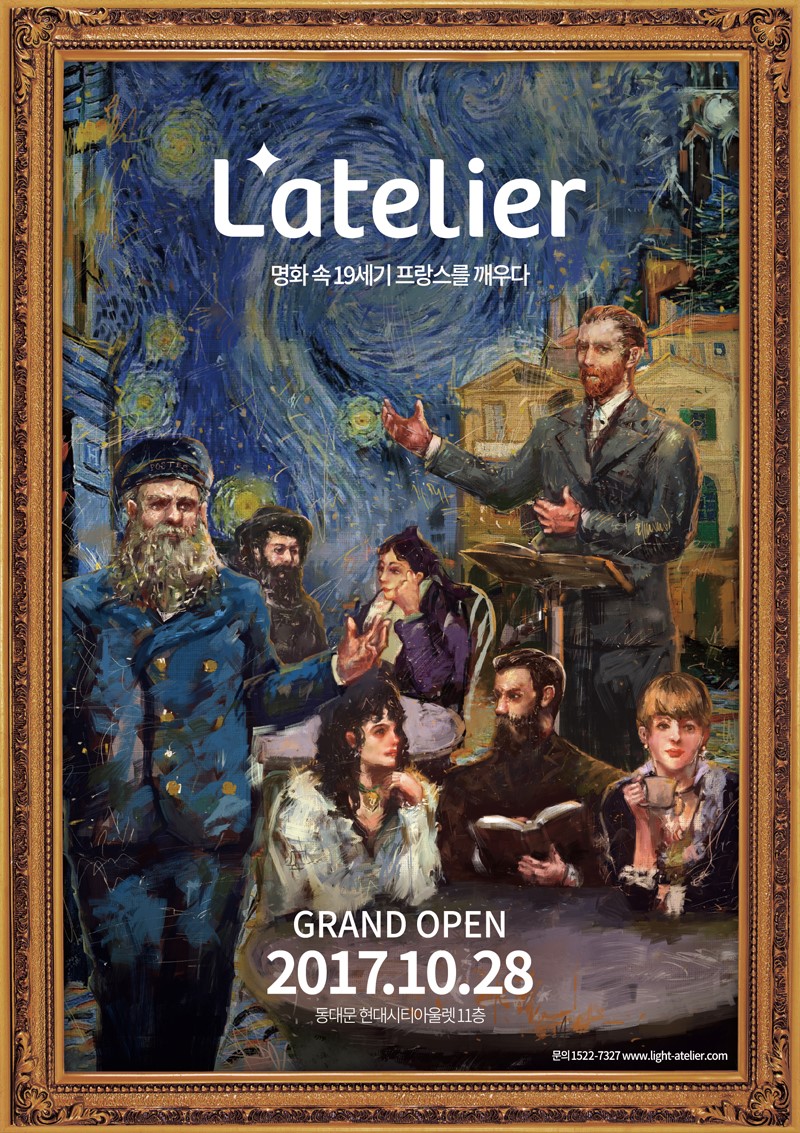 L'atelier
명화 속 19세기 프랑스를 깨우다
POSTES
GRAND OPEN
2017.10.28
동대문 현대시티아울렛 11층
문의 1522-7327 www.light-atelier.com